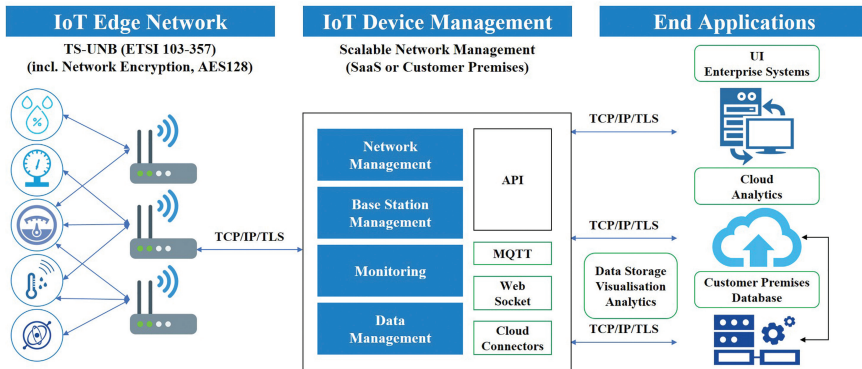 IoT Edge Network
TS-UNB (ETSI 103-357)
(incl. Network Encryption, AES128)
%
TCP/IP/TLS
IoT Device Management
Scalable Network Management
(SaaS or Customer Premises)
Network
Management
Base Station
Management
Monitoring
Data
Management
API
MQTT
Web
Socket
Cloud
Connectors
End Applications
TCP/IP/TLS
UI
Enterprise Systems
Cloud
Analytics
TCP/IP/TLS
Data Storage
Visualisation
Analytics
Customer Premises
Database
TCP/IP/TLS